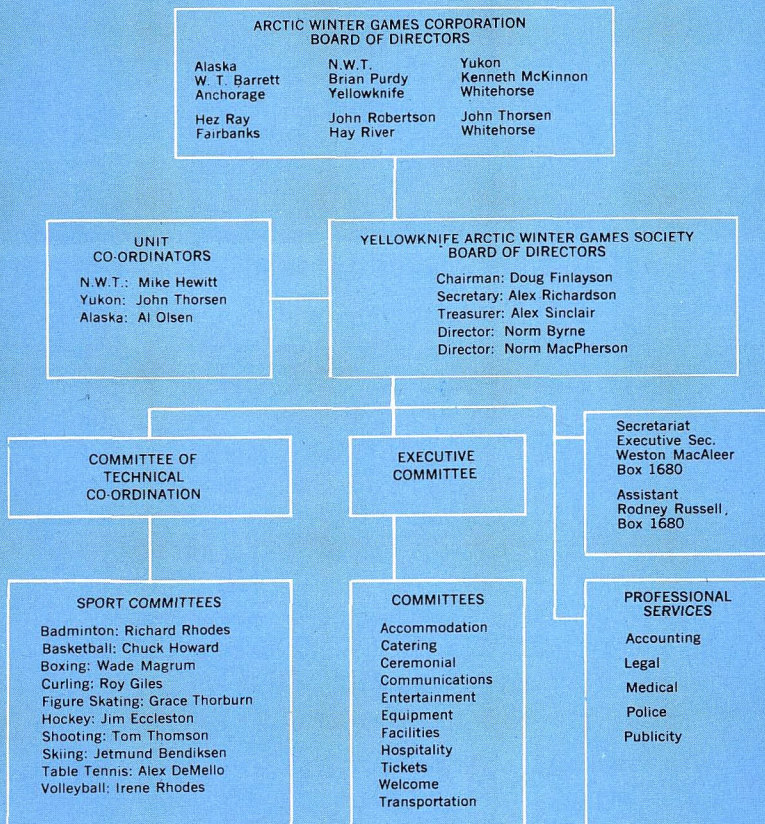 ARCTIC WINTER GAMES CORPORATION
BOARD OF DIRECTORS
Alaska
W. T. Barrett
Anchorage
Hez Ray
Fairbanks
N.W.T.
Brian Purdy
Yellowknife
John Robertson
Hay River
Yukon
Kenneth McKinnon
Whitehorse
John Thorsen
Whitehorse
UNIT
CO-ORDINATORS
N.W.T.: Mike Hewitt
Yukon: John Thorsen
Alaska: Al Olsen
YELLOWKNIFE ARCTIC WINTER GAMES SOCIETY
BOARD OF DIRECTORS
Chairman: Doug Finlayson
Secretary: Alex Richardson
Treasurer: Alex Sinclair
Director: Norm Byrne
Director: Norm MacPherson
COMMITTEE OF
TECHNICAL
CO-ORDINATION
EXECUTIVE
COMMITTEE
Secretariat
Executive Sec.
Weston MacAleer
Box 1680
Assistant
Rodney Russell,
Box 1680
SPORT COMMITTEES
Badminton: Richard Rhodes
Basketball: Chuck Howard
Boxing: Wade Magrum
Curling: Roy Giles
Figure Skating: Grace Thorburn
Hockey: Jim Eccleston
Shooting: Tom Thomson
Skiing: Jetmund Bendiksen
Table Tennis: Alex DeMello
Volleyball: Irene Rhodes
COMMITTEES
Accommodation
Catering
Ceremonial
Communications
Entertainment
Equipment
Facilities
Hospitality
Tickets
Welcome
Transportation
PROFESSIONAL
SERVICES
Accounting
Legal
Medical
Police
Publicity